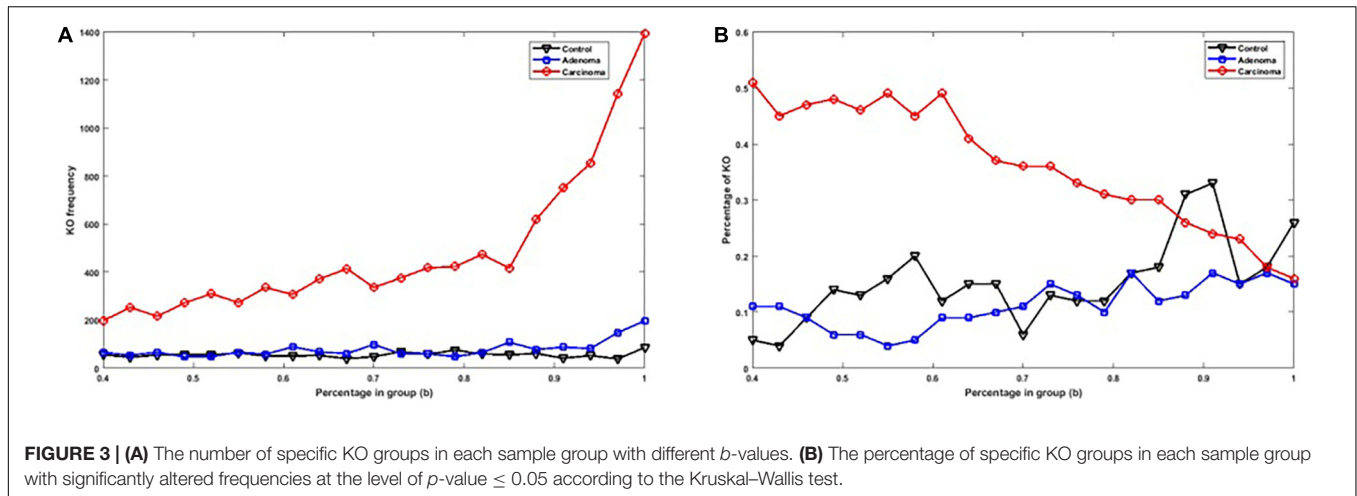 A
1400
1200
1000
800
600
400
200
0
KO frequency
0.4 0.5 0.6 0.7 0.8 0.9 1
Percentage in group (b)
Control
Adenoma
Carcinoma
B
0.6
0.5
0.4
0.3
0.2
0.1
0
Percentage of KO
0.4 0.5 0.6 0.7 0.8 0.9 1
Percentage in group (b)
Control
Adenoma
Carcinoma
FIGURE 3 | (A) The number of specific KO groups in each sample group with different b-values. (B) The percentage of specific KO groups in each sample group
with significantly altered frequencies at the level of p-value ≤ 0.05 according to the Kruskal–Wallis test.